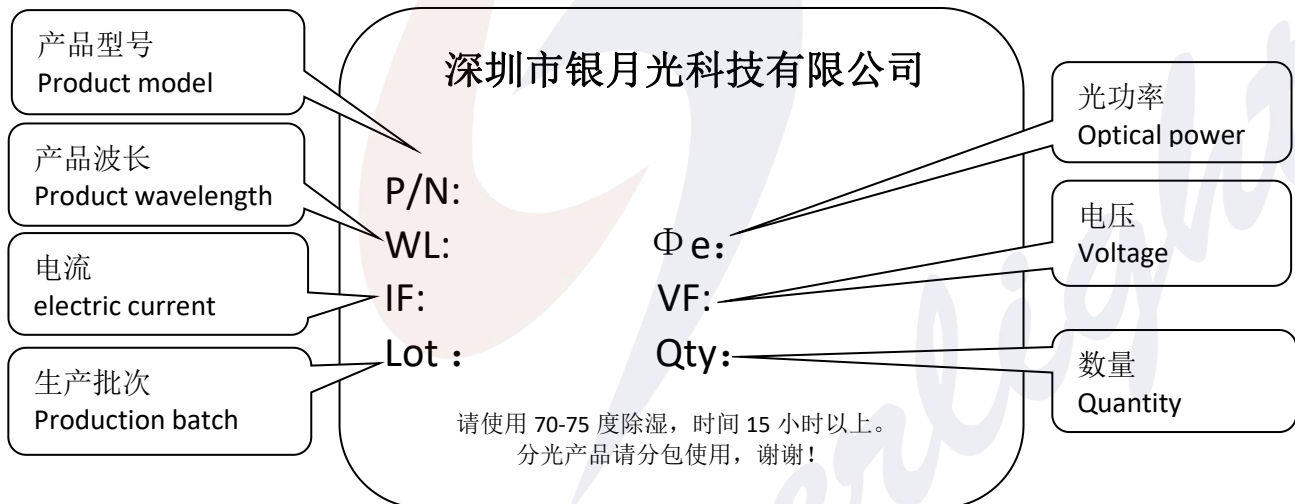 产品型号
Product model
产品波长
Product wavelength
电流
electric current
生产批次
Production batch
深圳市银月光科技有限公司
P/N:
WL: Φe:
IF: VF:
Lot : Qty:
请使用 70-75 度除湿，时间 15 小时以上。
分光产品请分包使用，谢谢！
光功率
Optical power
电压
Voltage
数量
Quantity
erlight